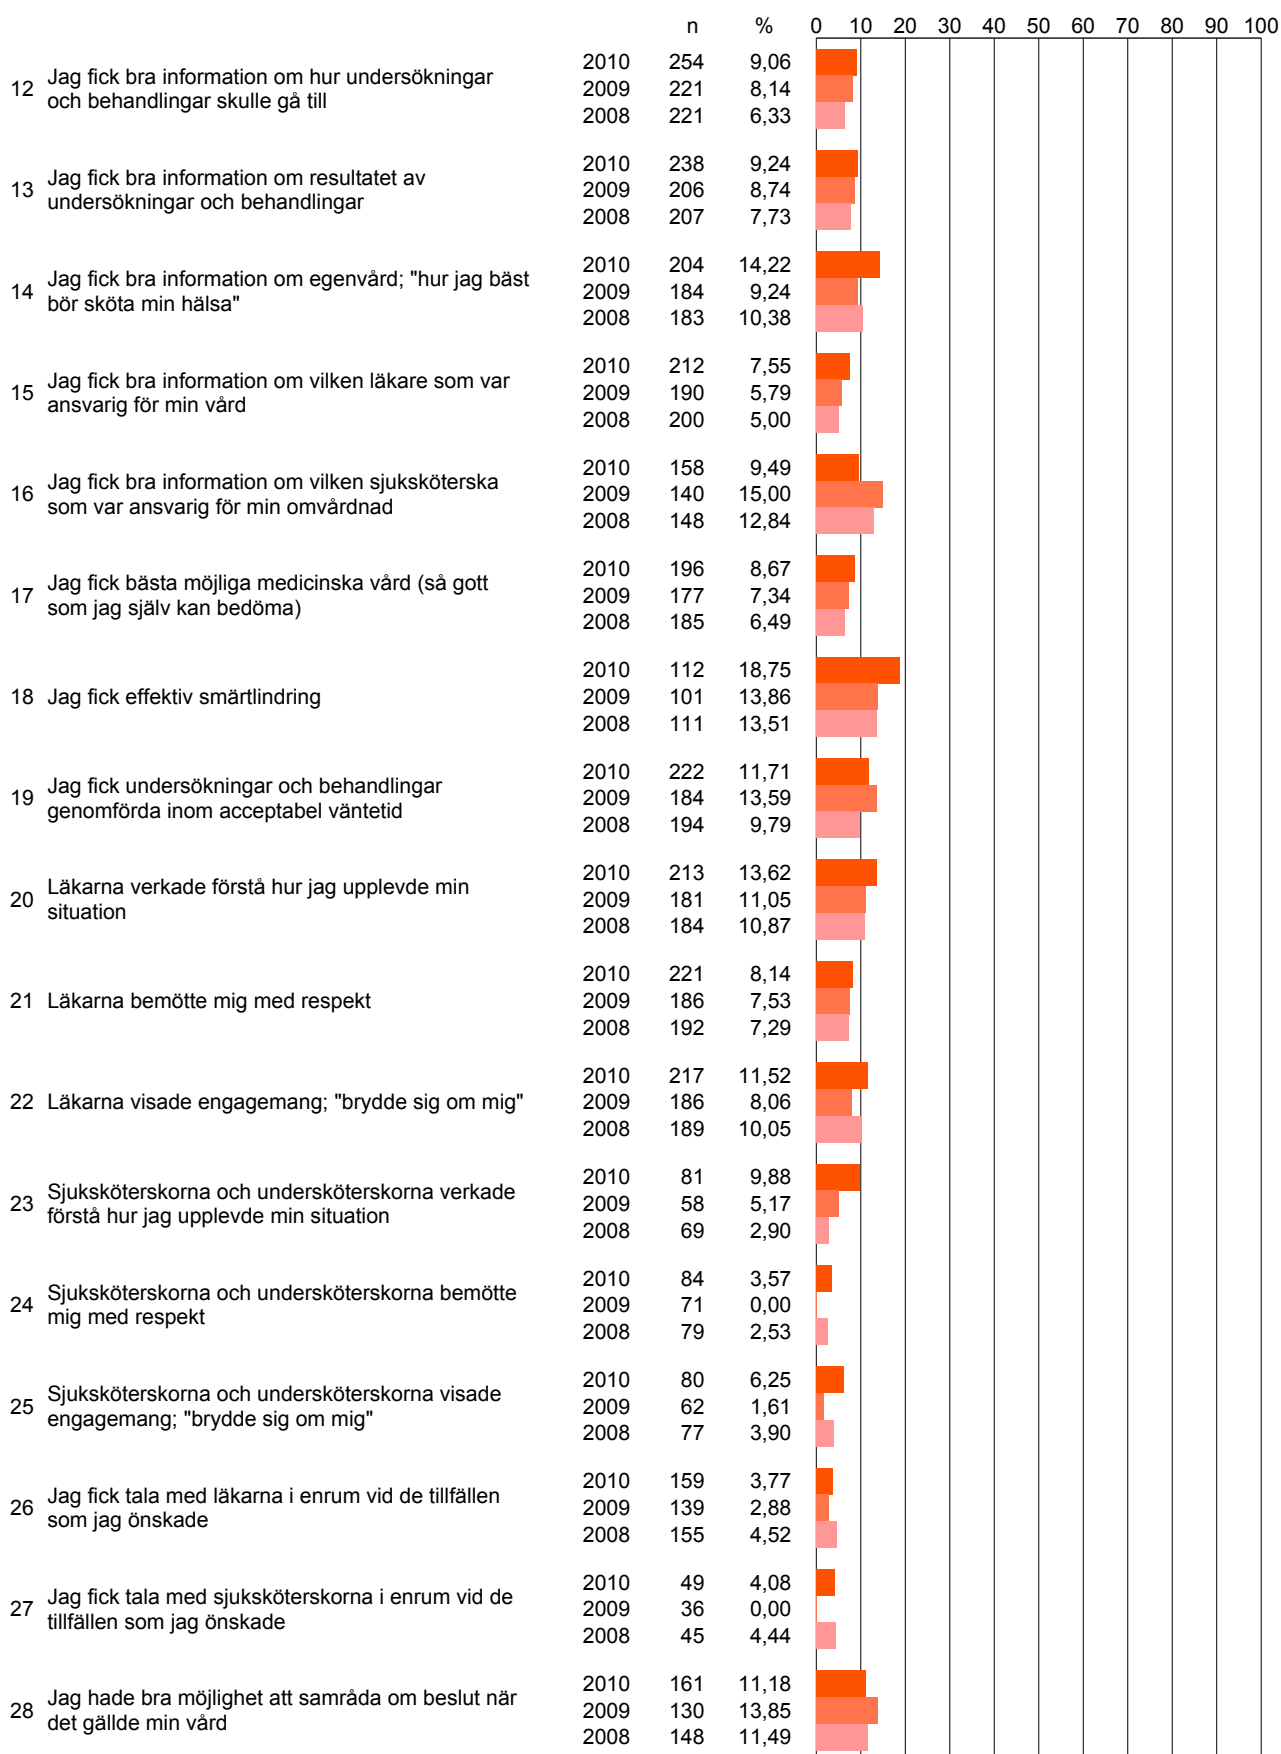 n % 0 10 20 30 40 50 60 70 80 90 100
12 Jag fick bra information om hur undersökningar
och behandlingar skulle gå till
2010 254 9,06
2009 221 8,14
2008 221 6,33
13 Jag fick bra information om resultatet av
undersökningar och behandlingar
2010 238 9,24
2009 206 8,74
2008 207 7,73
14 Jag fick bra information om egenvård; "hur jag bäst
bör sköta min hälsa"
2010 204 14,22
2009 184 9,24
2008 183 10,38
15 Jag fick bra information om vilken läkare som var
ansvarig för min vård
2010 212 7,55
2009 190 5,79
2008 200 5,00
16 Jag fick bra information om vilken sjuksköterska
som var ansvarig för min omvårdnad
2010 158 9,49
2009 140 15,00
2008 148 12,84
17 Jag fick bästa möjliga medicinska vård (så gott
som jag själv kan bedöma)
2010 196 8,67
2009 177 7,34
2008 185 6,49
18 Jag fick effektiv smärtlindring
2010 112 18,75
2009 101 13,86
2008 111 13,51
19 Jag fick undersökningar och behandlingar
genomförda inom acceptabel väntetid
2010 222 11,71
2009 184 13,59
2008 194 9,79
20 Läkarna verkade förstå hur jag upplevde min
situation
2010 213 13,62
2009 181 11,05
2008 184 10,87
21 Läkarna bemötte mig med respekt
2010 221 8,14
2009 186 7,53
2008 192 7,29
22 Läkarna visade engagemang; "brydde sig om mig"
2010 217 11,52
2009 186 8,06
2008 189 10,05
23 Sjuksköterskorna och undersköterskorna verkade
förstå hur jag upplevde min situation
2010 81 9,88
2009 58 5,17
2008 69 2,90
24 Sjuksköterskorna och undersköterskorna bemötte
mig med respekt
2010 84 3,57
2009 71 0,00
2008 79 2,53
25 Sjuksköterskorna och undersköterskorna visade
engagemang; "brydde sig om mig"
2010 80 6,25
2009 62 1,61
2008 77 3,90
26 Jag fick tala med läkarna i enrum vid de tillfällen
som jag önskade
2010 159 3,77
2009 139 2,88
2008 155 4,52
27 Jag fick tala med sjuksköterskorna i enrum vid de
tillfällen som jag önskade
2010 49 4,08
2009 36 0,00
2008 45 4,44
28 Jag hade bra möjlighet att samråda om beslut när
det gällde min vård
2010 161 11,18
2009 130 13,85
2008 148 11,49